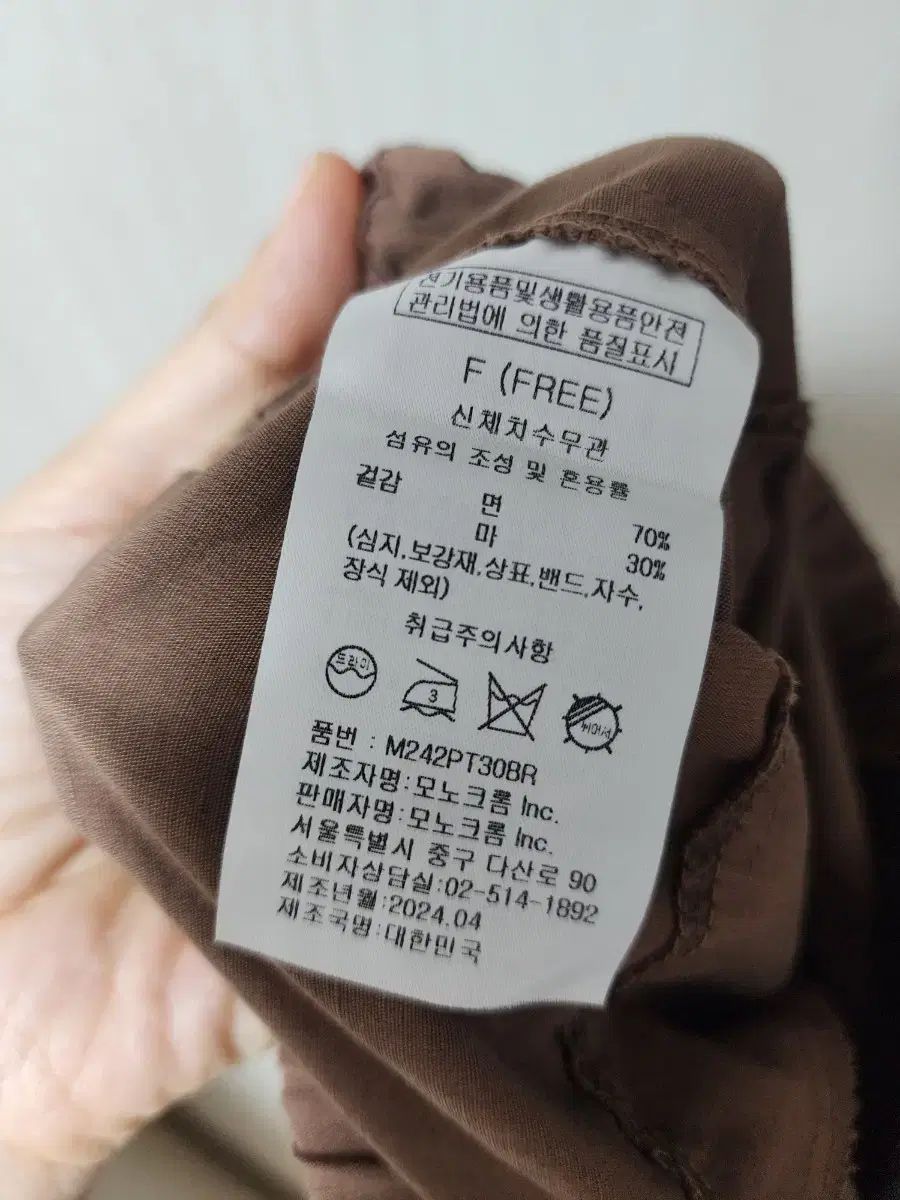 전기용품및생활용품안전
관리법에 의한 품질표시
F (FREE)
신체치수무관
섬유의 조성 및 혼용률
겉감 면 70%
마 30%
(심지,보강재,상표,밴드,자수,
장식 제외)
취급주의사항
드라이 3 뉘어서
품번 : M242PT30BR
제조자명:모노크롬 Inc.
판매자명:모노크롬 Inc.
서울특별시 중구 다산로 90
소비자상담실:02-514-1892
제조년월:2024.04
제조국명:대한민국